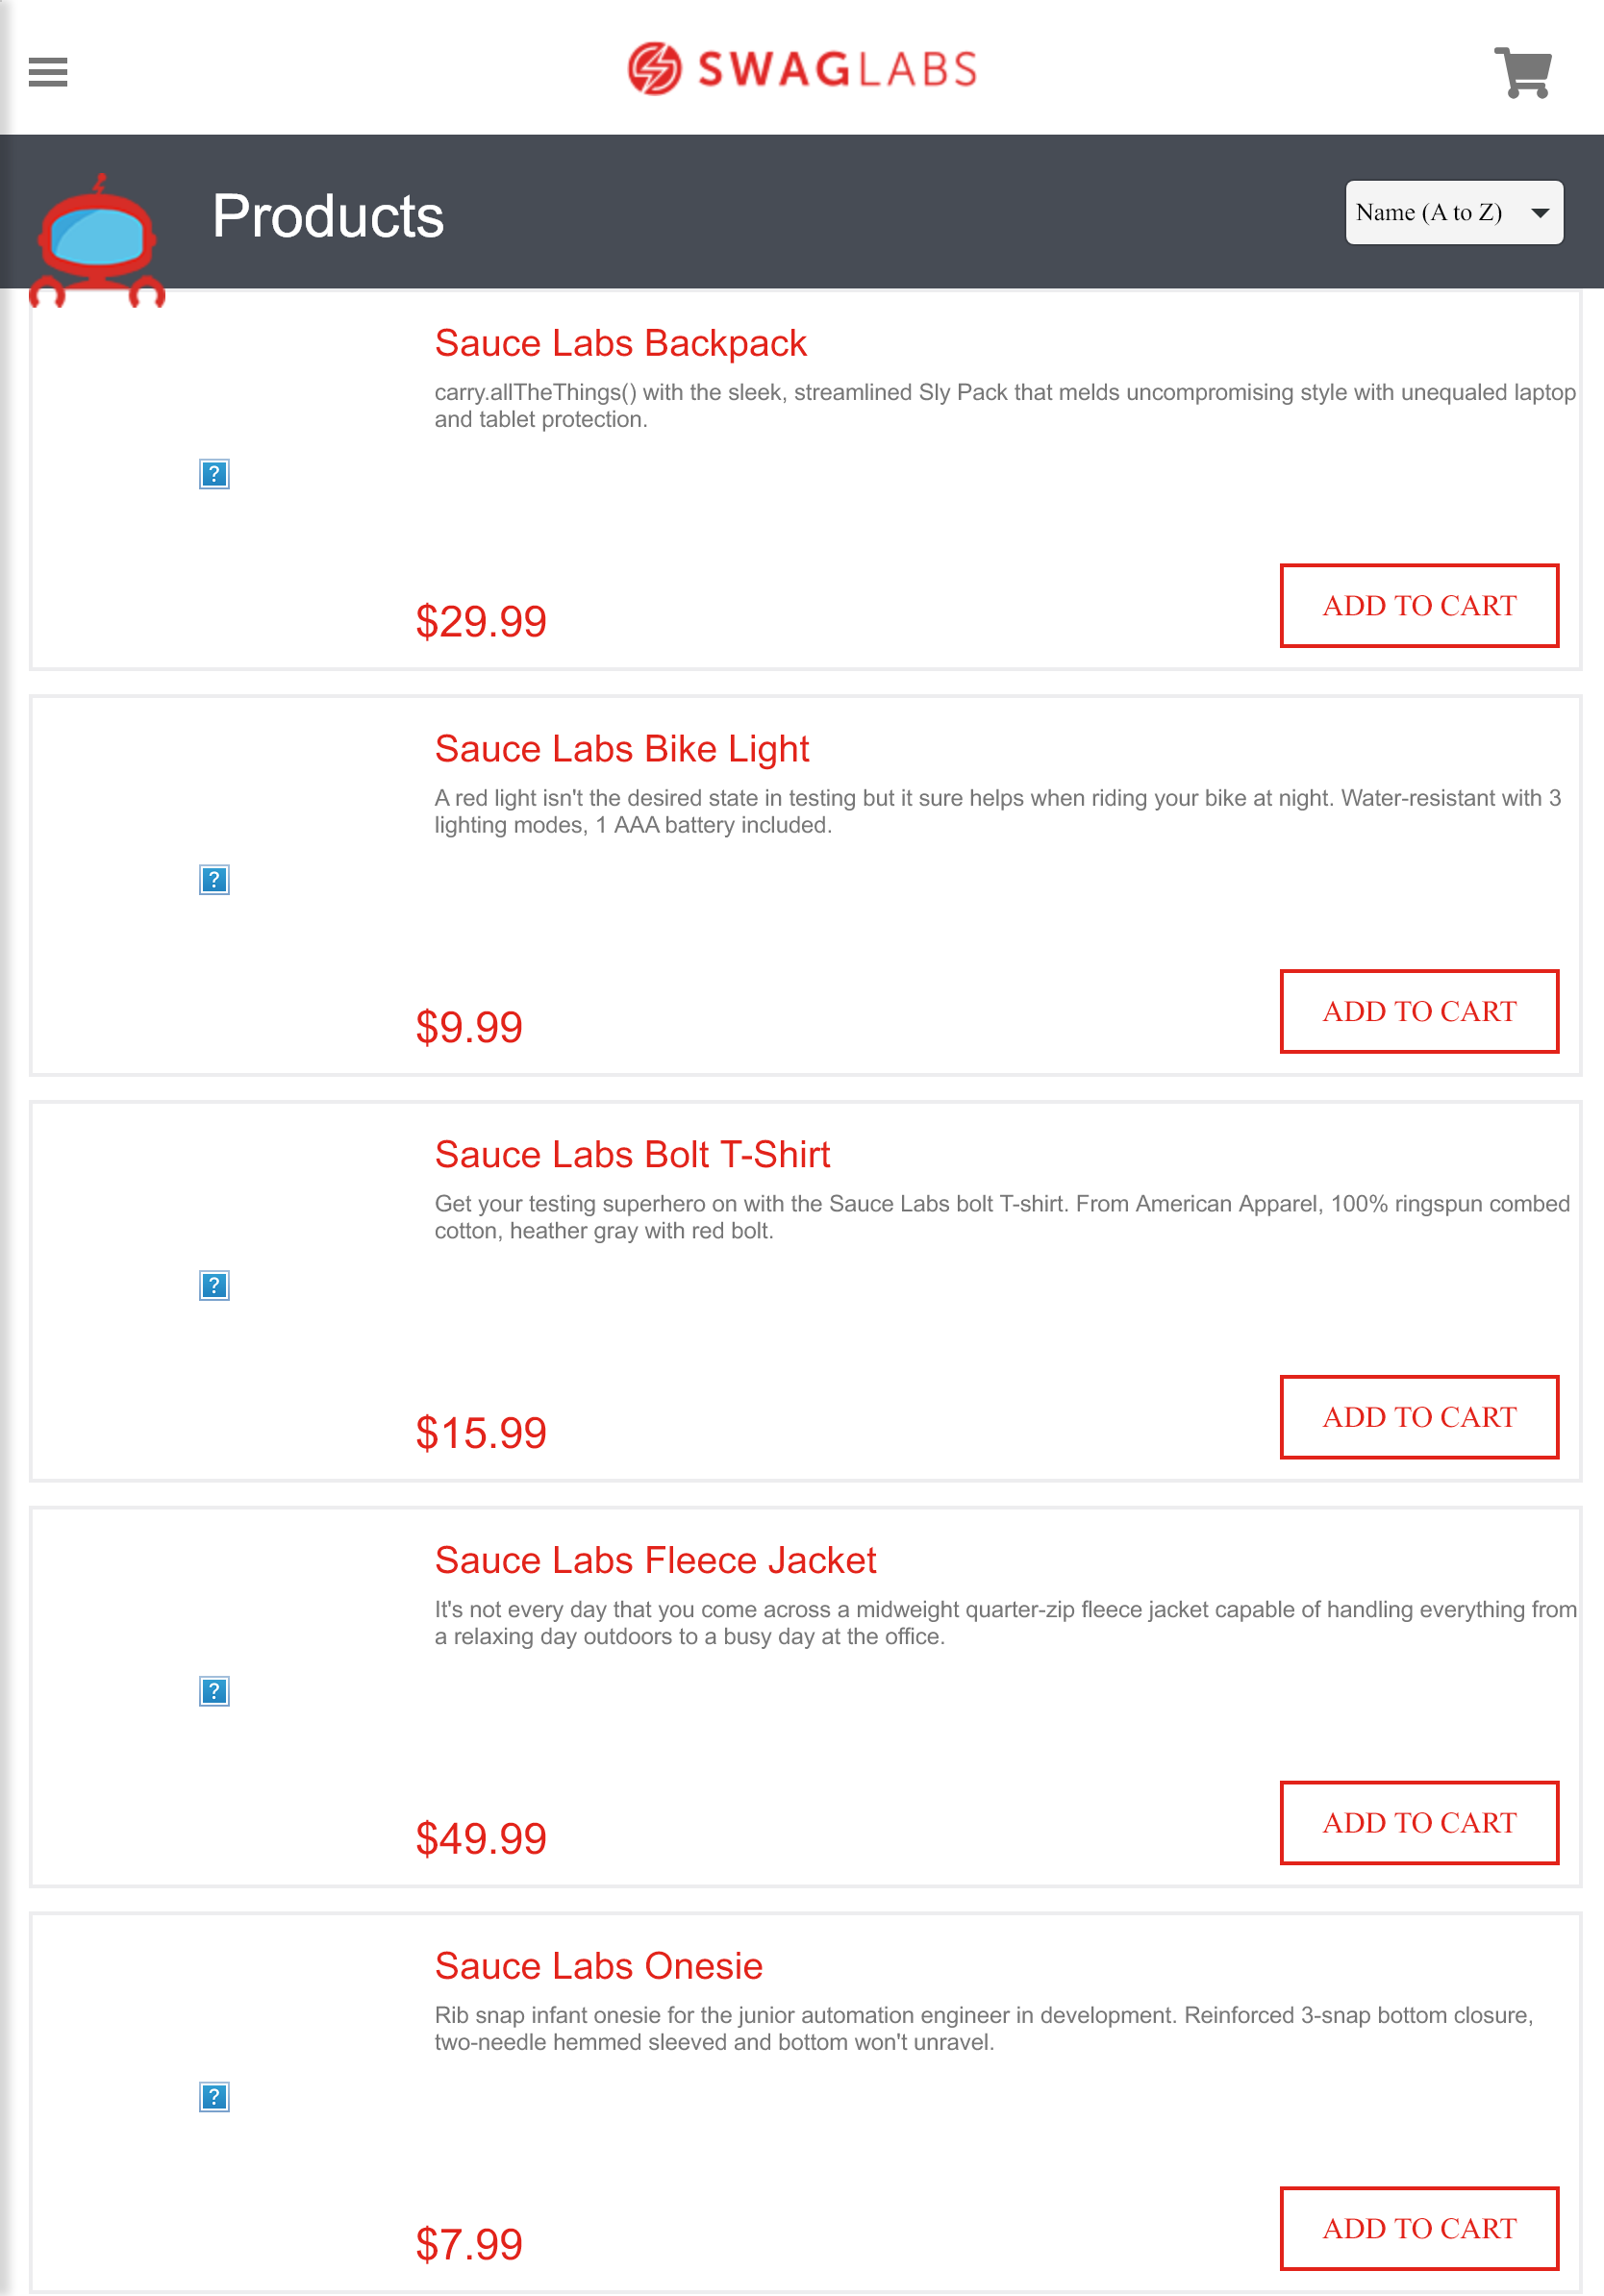 SWAGLABS
Products
Name (A to Z)
Sauce Labs Backpack
carry.allTheThings() with the sleek, streamlined Sly Pack that melds uncompromising style with unequaled laptop
and tablet protection.
?
$29.99
ADD TO CART
Sauce Labs Bike Light
A red light isn't the desired state in testing but it sure helps when riding your bike at night. Water-resistant with 3
lighting modes, 1 AAA battery included.
?
$9.99
ADD TO CART
Sauce Labs Bolt T-Shirt
Get your testing superhero on with the Sauce Labs bolt T-shirt. From American Apparel, 100% ringspun combed
cotton, heather gray with red bolt.
?
$15.99
ADD TO CART
Sauce Labs Fleece Jacket
It's not every day that you come across a midweight quarter-zip fleece jacket capable of handling everything from
a relaxing day outdoors to a busy day at the office.
?
$49.99
ADD TO CART
Sauce Labs Onesie
Rib snap infant onesie for the junior automation engineer in development. Reinforced 3-snap bottom closure,
two-needle hemmed sleeved and bottom won't unravel.
?
$7.99
ADD TO CART